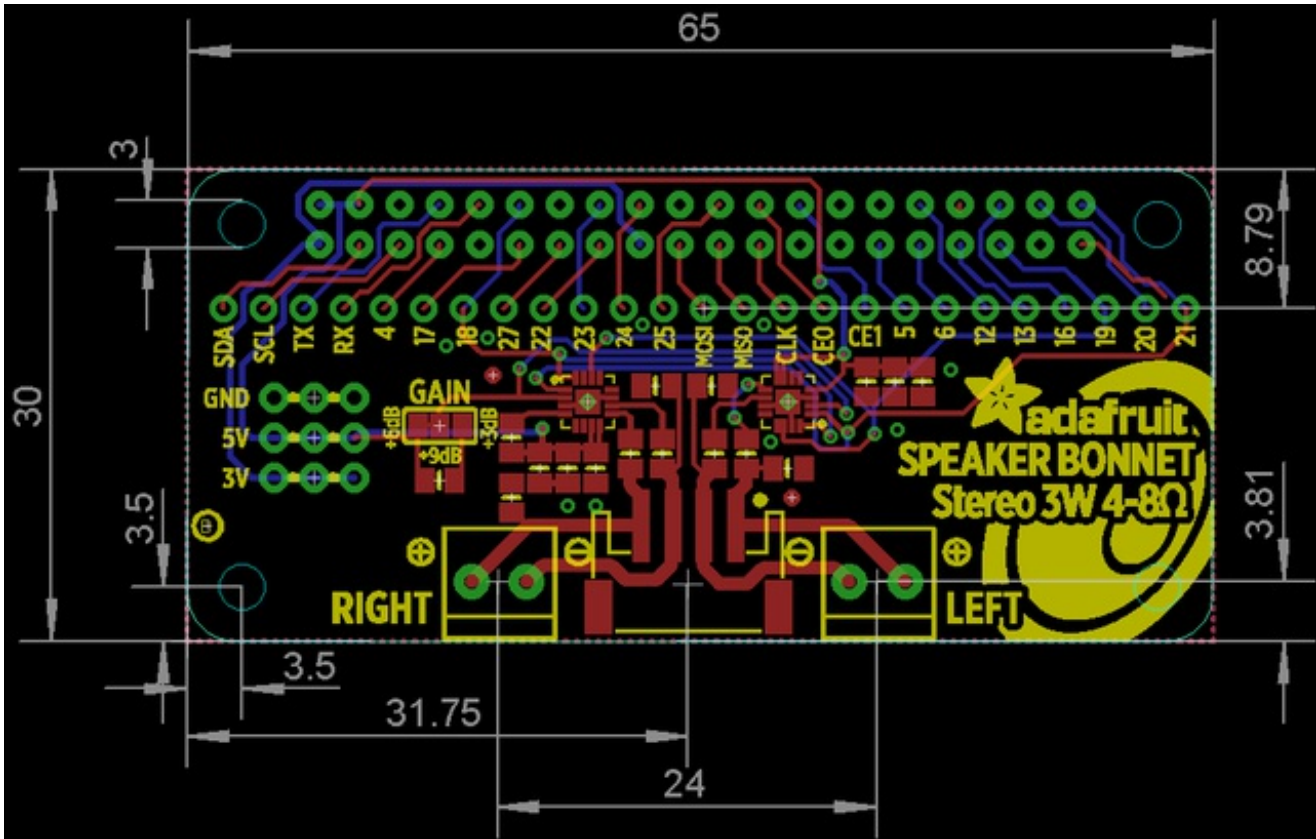 65
3
8.79
30
SDA SCL TX RX 4 17 18 27 22 23 24 25 MOSI MISO CLK CE0 CE1 5 6 12 13 16 19 20 21
GND
5V
3V
GAIN
+6dB
+9dB
+3dB
adafruit
SPEAKER BONNET
Stereo 3W 4-8Ω
3.5
3.81
RIGHT
LEFT
3.5
31.75
24